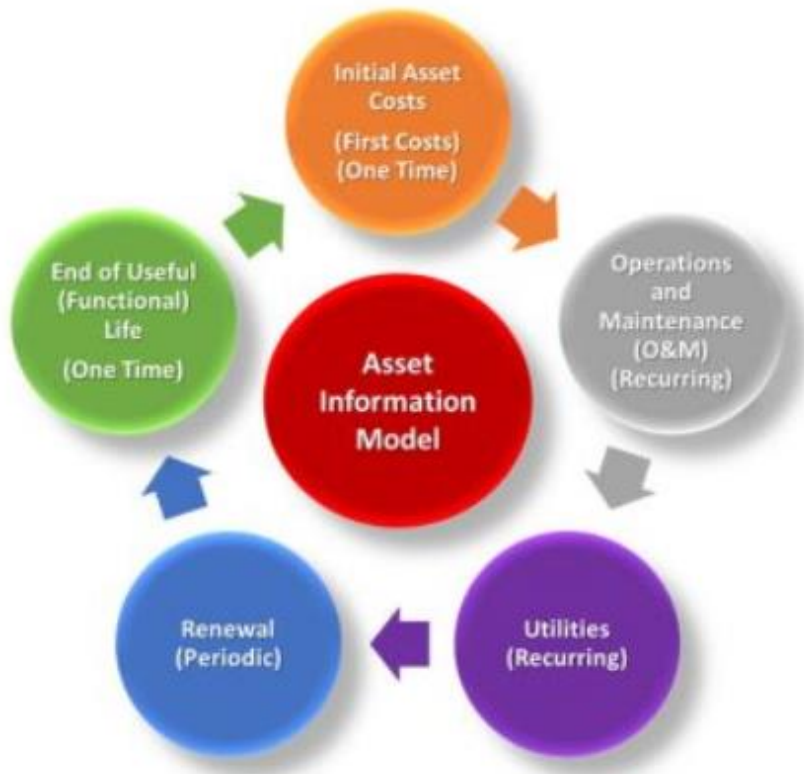 Initial Asset
Costs
(First Costs)
(One Time)
Operations
and
Maintenance
(O&M)
(Recurring)
Utilities
(Recurring)
Renewal
(Periodic)
End of Useful
(Functional)
Life
(One Time)
Asset
Information
Model